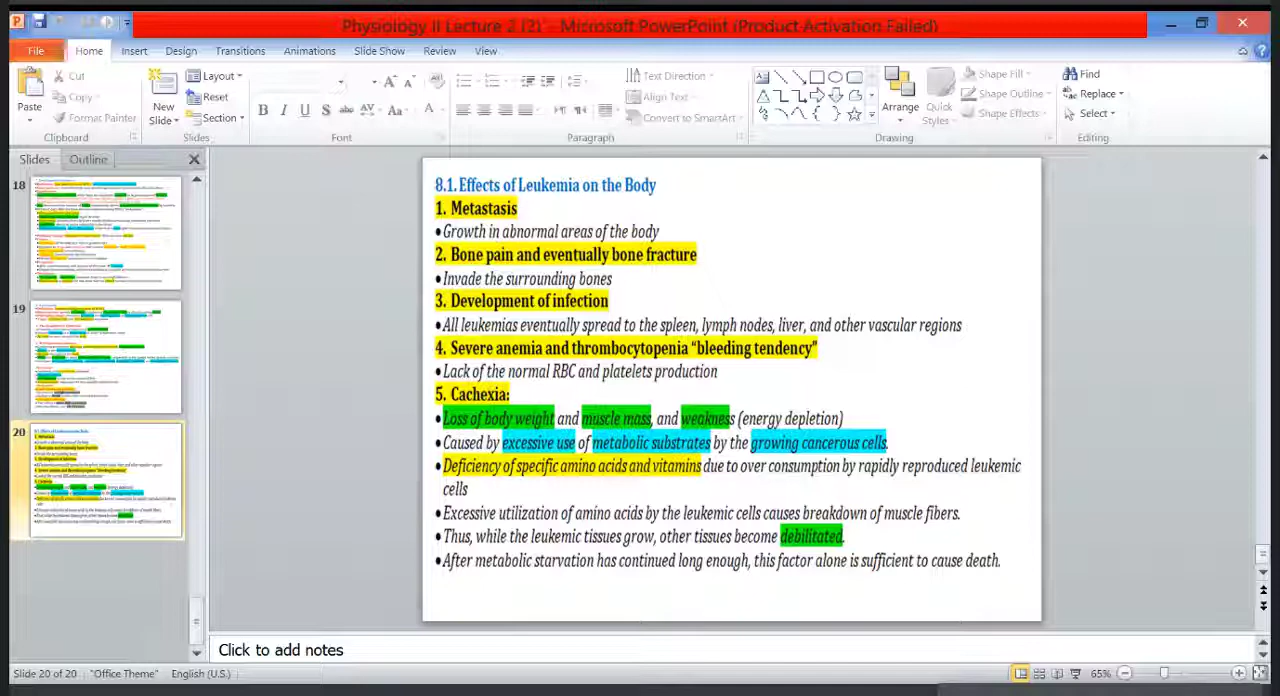 Physiology II Lecture 2 (2) - Microsoft PowerPoint (Product Activation Failed)
File Home Insert Design Transitions Animations Slide Show Review View
Paste
Cut
Copy
Format Painter
Clipboard
New Slide
Layout
Reset
Section
Slides
B I U S abc AV Aa A
Font
Text Direction
Align Text
Convert to SmartArt
Paragraph
Arrange
Quick Styles
Shape Fill
Shape Outline
Shape Effects
Drawing
Find
Replace
Select
Editing
Slides Outline
18
19
20
8.1. Effects of Leukemia on the Body
1. Metastasis
•Growth in abnormal areas of the body
2. Bone pain and eventually bone fracture
•Invade the surrounding bones
3. Development of infection
•All leukemias eventually spread to the spleen, lymph nodes, liver, and other vascular regions
4. Severe anemia and thrombocytopenia “bleeding tendency”
•Lack of the normal RBC and platelets production
5. Cachexia:
•Loss of body weight and muscle mass, and weakness (energy depletion)
•Caused by excessive use of metabolic substrates by the growing cancerous cells.
•Deficiency of specific amino acids and vitamins due to over consumption by rapidly reproduced leukemic
cells
•Excessive utilization of amino acids by the leukemic cells causes breakdown of muscle fibers.
•Thus, while the leukemic tissues grow, other tissues become debilitated.
•After metabolic starvation has continued long enough, this factor alone is sufficient to cause death.
Click to add notes
Slide 20 of 20 "Office Theme" English (U.S.) 65%